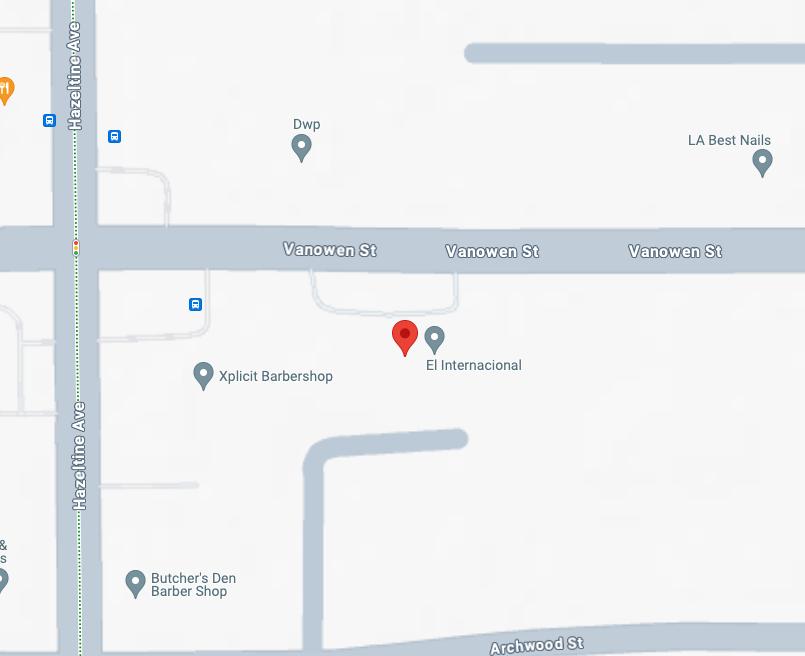 Hazeltine Ave
Dwp
LA Best Nails
Vanowen St
Vanowen St
Vanowen St
El Internacional
Xplicit Barbershop
Hazeltine Ave
&
s
Butcher's Den
Barber Shop
Archwood St